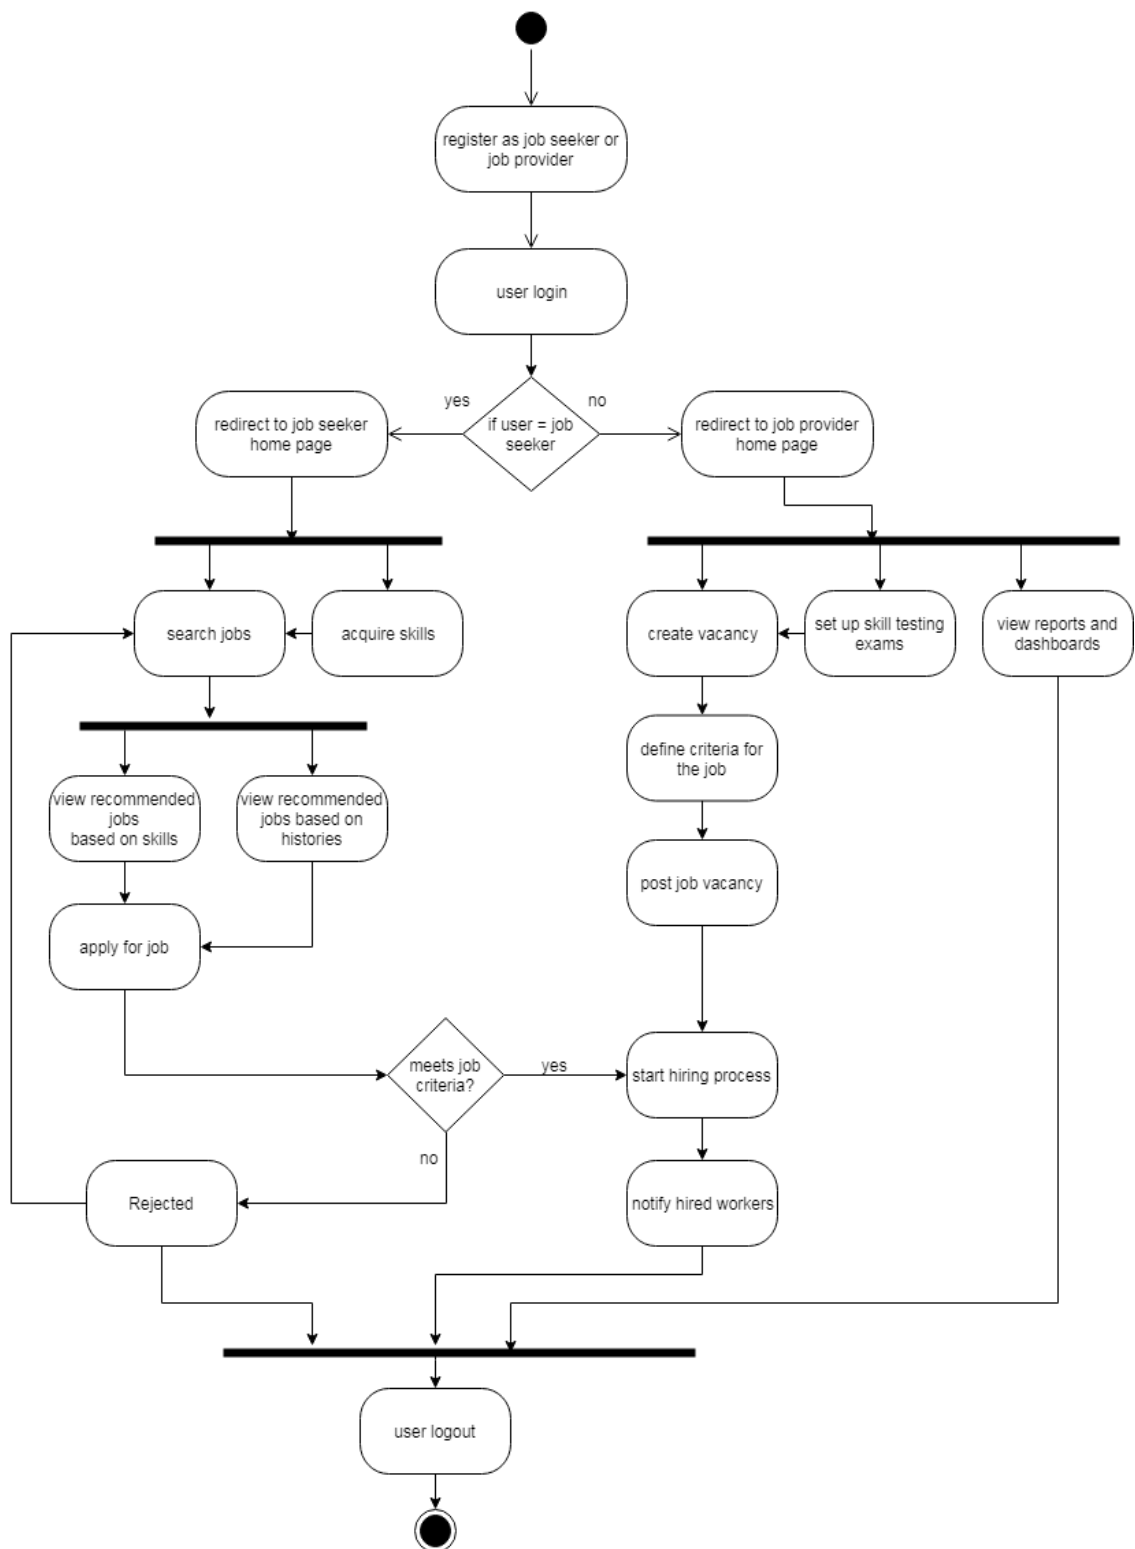 register as job seeker or
job provider
user login
yes
if user = job
seeker
no
redirect to job seeker
home page
redirect to job provider
home page
search jobs
acquire skills
create vacancy
set up skill testing
exams
view reports and
dashboards
view recommended
jobs
based on skills
view recommended
jobs based on
histories
define criteria for
the job
post job vacancy
apply for job
meets job
criteria?
yes
start hiring process
no
Rejected
notify hired workers
user logout